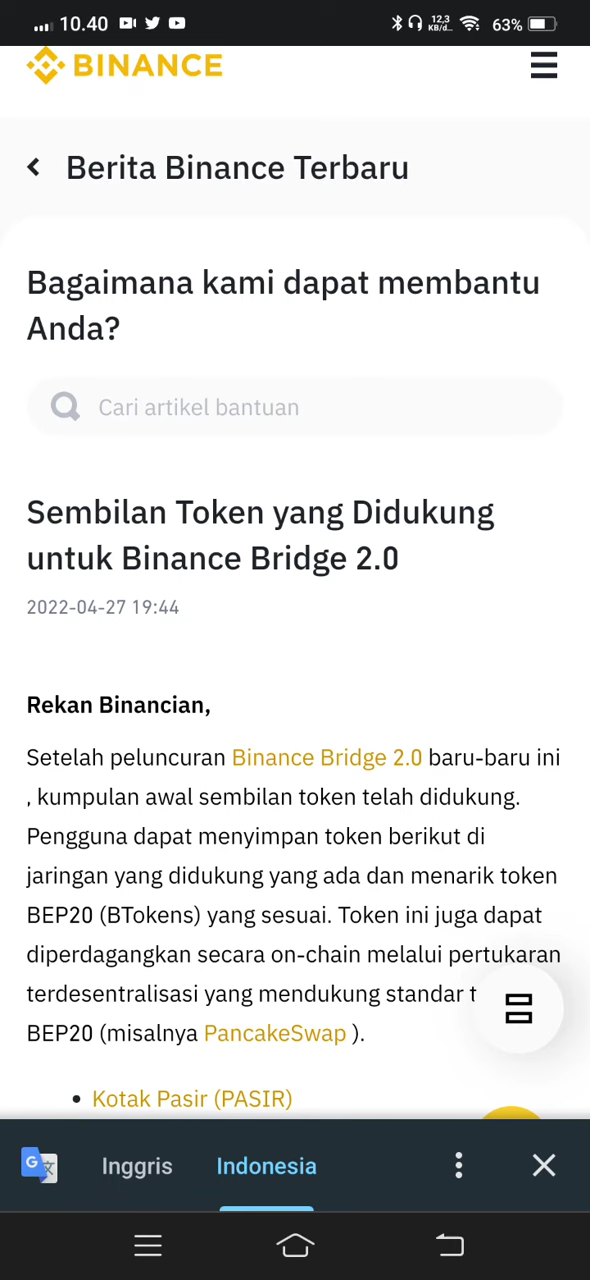 10.40
12,3
KB/d...
63%
BINANCE
Berita Binance Terbaru
Bagaimana kami dapat membantu
Anda?
Cari artikel bantuan
Sembilan Token yang Didukung
untuk Binance Bridge 2.0
2022-04-27 19:44
Rekan Binancian,
Setelah peluncuran Binance Bridge 2.0 baru-baru ini
, kumpulan awal sembilan token telah didukung.
Pengguna dapat menyimpan token berikut di
jaringan yang didukung yang ada dan menarik token
BEP20 (BTokens) yang sesuai. Token ini juga dapat
diperdagangkan secara on-chain melalui pertukaran
terdesentralisasi yang mendukung standar t
BEP20 (misalnya PancakeSwap ).
• Kotak Pasir (PASIR)
G 文
Inggris
Indonesia